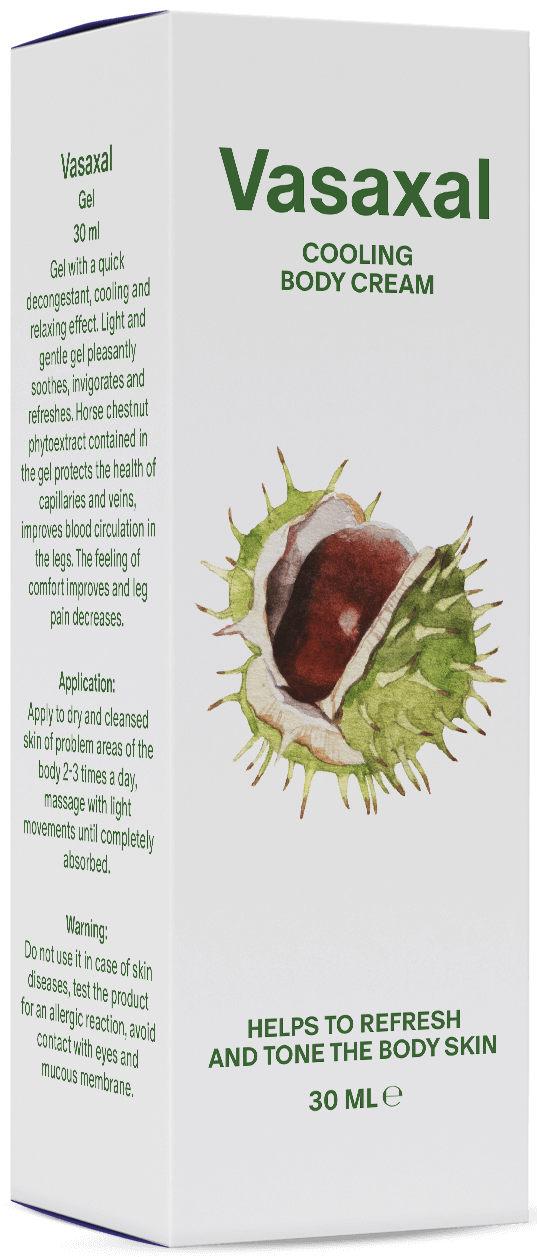 Vasaxal
Gel
30 ml
Gel with a quick
decongestant, cooling and
relaxing effect. Light and
gentle gel pleasantly
soothes, invigorates and
refreshes. Horse chestnut
phytoextract contained in
the gel protects the health of
capillaries and veins,
improves blood circulation in
the legs. The feeling of
comfort improves and leg
pain decreases.
Application:
Apply to dry and cleansed
skin of problem areas of the
body 2-3 times a day,
massage with light
movements until completely
absorbed.
Warning:
Do not use it in case of skin
diseases, test the product
for an allergic reaction, avoid
contact with eyes and
mucous membrane.
Vasaxal
COOLING
BODY CREAM
HELPS TO REFRESH
AND TONE THE BODY SKIN
30 ML ℮